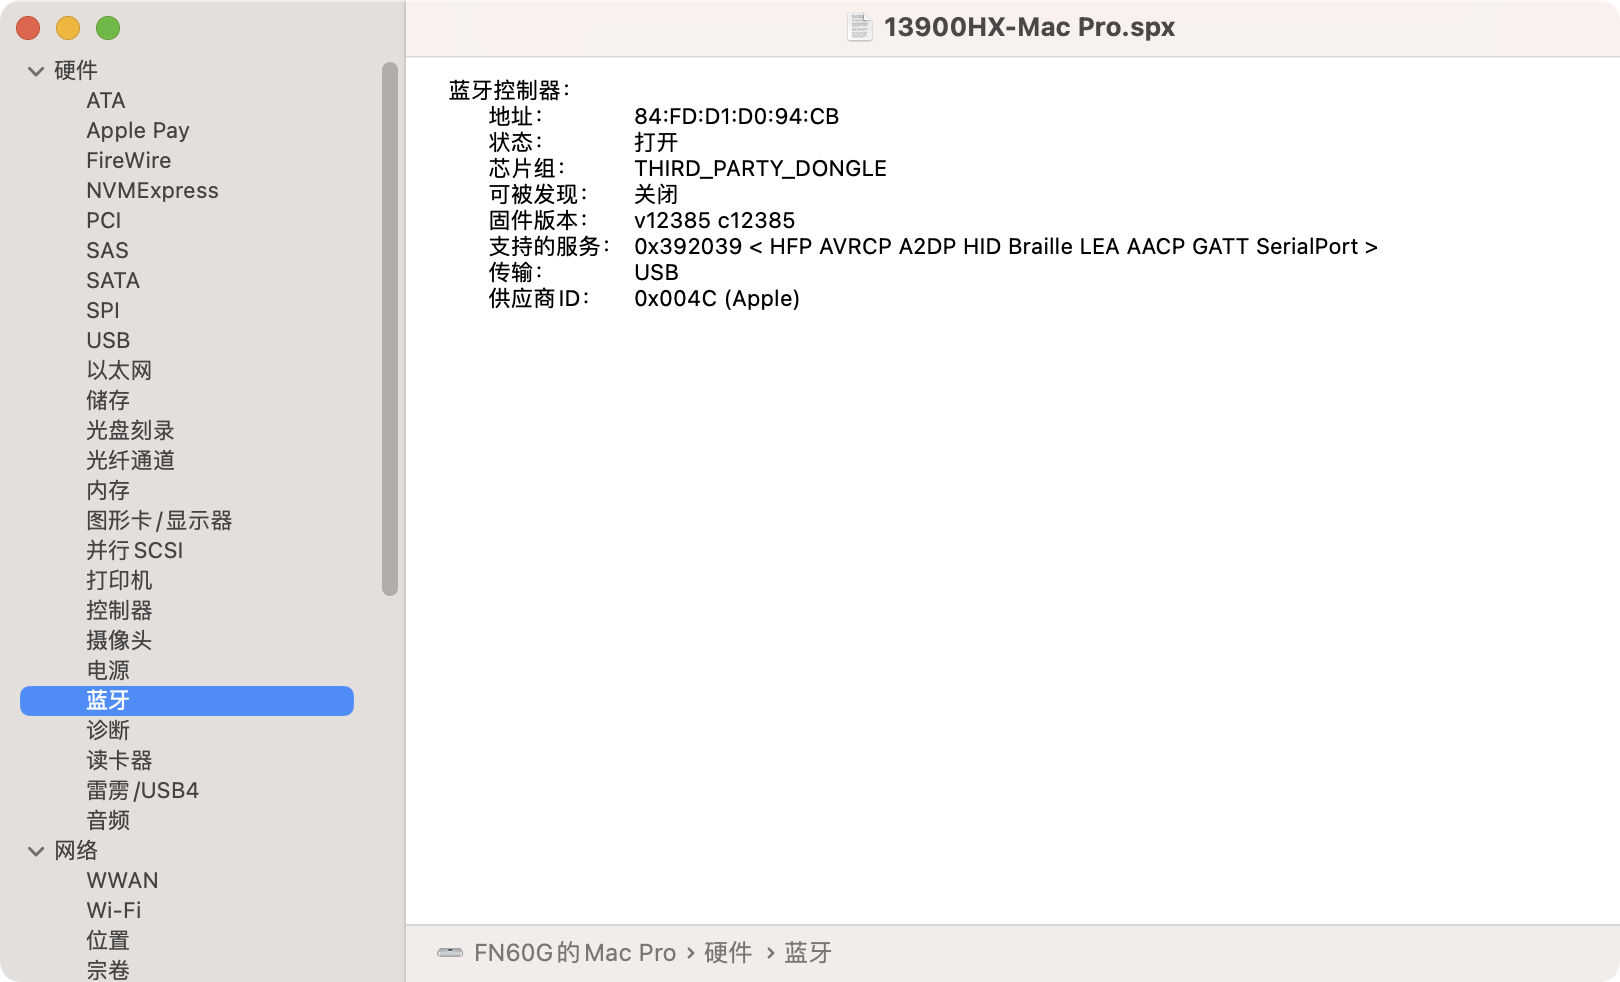 13900HX-Mac Pro.spx
硬件
ATA
Apple Pay
FireWire
NVMExpress
PCI
SAS
SATA
SPI
USB
以太网
储存
光盘刻录
光纤通道
内存
图形卡/显示器
并行SCSI
打印机
控制器
摄像头
电源
蓝牙
诊断
读卡器
雷雳/USB4
音频
网络
WWAN
Wi-Fi
位置
宗卷
蓝牙控制器：
地址： 84:FD:D1:D0:94:CB
状态： 打开
芯片组： THIRD_PARTY_DONGLE
可被发现： 关闭
固件版本： v12385 c12385
支持的服务： 0x392039 < HFP AVRCP A2DP HID Braille LEA AACP GATT SerialPort >
传输： USB
供应商ID： 0x004C (Apple)
FN60G的Mac Pro › 硬件 › 蓝牙